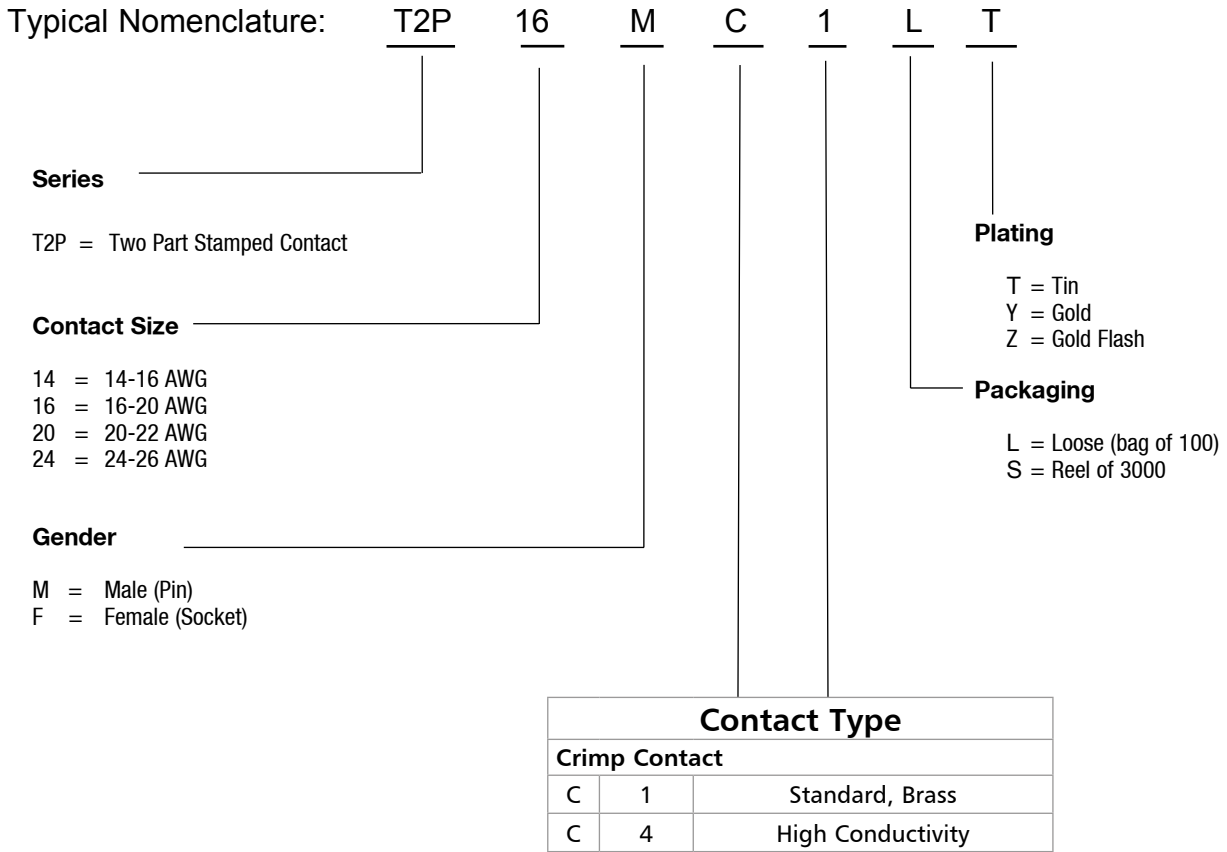 Typical Nomenclature: T2P 16 M C 1 L T
Series
T2P = Two Part Stamped Contact
Contact Size
14 = 14-16 AWG
16 = 16-20 AWG
20 = 20-22 AWG
24 = 24-26 AWG
Gender
M = Male (Pin)
F = Female (Socket)
Plating
T = Tin
Y = Gold
Z = Gold Flash
Packaging
L = Loose (bag of 100)
S = Reel of 3000
Contact Type
Crimp Contact
C 1 Standard, Brass
C 4 High Conductivity